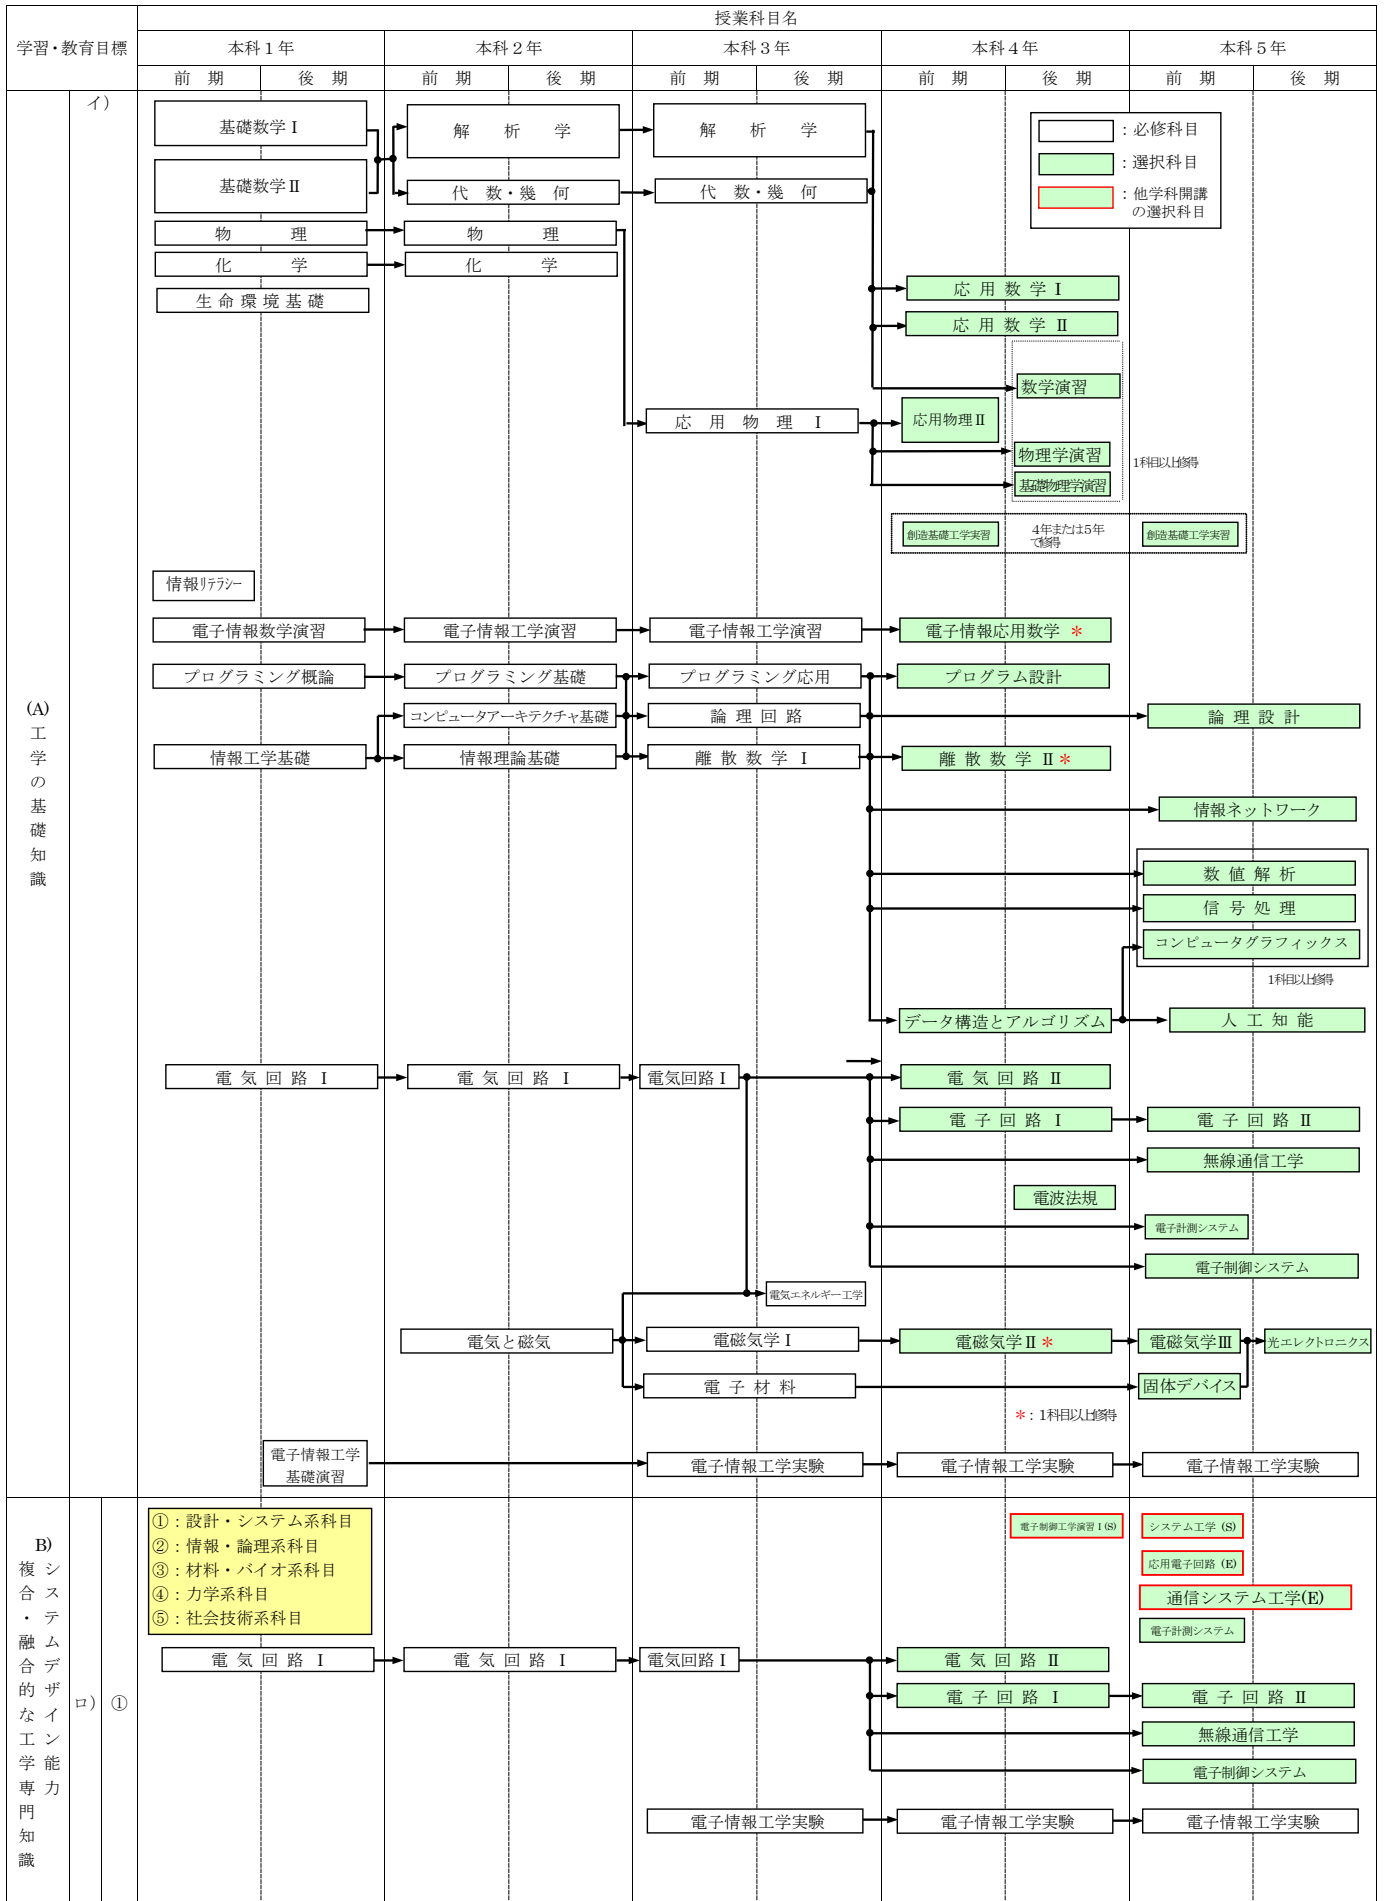 授業科目名
学習・教育目標
本科１年
本科２年
本科３年
本科４年
本科５年
前　期
後　期
前　期
後　期
前　期
後　期
前　期
後　期
前　期
後　期
(A)
工学の基礎知識
イ）
基礎数学Ⅰ
解　析　学
解　析　学
：必修科目
：選択科目
：他学科開講
の選択科目
基礎数学Ⅱ
代　数・幾　何
代　数・幾　何
物　　理
物　　理
化　　学
化　　学
生命環境基礎
応用数学Ⅰ
応用数学Ⅱ
数学演習
応　用　物　理　Ⅰ
応用物理Ⅱ
物理学演習
基礎物理学演習
1科目以上修得
創造基礎工学実習
4年または5年
で修得
創造基礎工学実習
情報リテラシー
電子情報数学演習
電子情報工学演習
電子情報工学演習
電子情報応用数学 *
プログラミング概論
プログラミング基礎
プログラミング応用
プログラム設計
コンピュータアーキテクチャ基礎
論理回路
論理設計
情報工学基礎
情報理論基礎
離散数学Ⅰ
離散数学Ⅱ*
情報ネットワーク
数値解析
信号処理
コンピュータグラフィックス
1科目以上修得
データ構造とアルゴリズム
人工知能
電気回路Ⅰ
電気回路Ⅰ
電気回路Ⅰ
電気回路Ⅱ
電子回路Ⅰ
電子回路Ⅱ
無線通信工学
電波法規
電子計測システム
電子制御システム
電気エネルギー工学
電気と磁気
電磁気学Ⅰ
電磁気学Ⅱ*
電磁気学Ⅲ
光エレクトロニクス
電子材料
固体デバイス
*：1科目以上修得
電子情報工学
基礎演習
電子情報工学実験
電子情報工学実験
電子情報工学実験
B)
システムデザイン能力
複合・融合的な工学専門知識
ロ）
①
①：設計・システム系科目
②：情報・論理系科目
③：材料・バイオ系科目
④：力学系科目
⑤：社会技術系科目
電子制御工学演習Ⅰ(S)
システム工学 (S)
応用電子回路 (E)
通信システム工学(E)
電子計測システム
電気回路Ⅰ
電気回路Ⅰ
電気回路Ⅰ
電気回路Ⅱ
電子回路Ⅰ
電子回路Ⅱ
無線通信工学
電子制御システム
電子情報工学実験
電子情報工学実験
電子情報工学実験